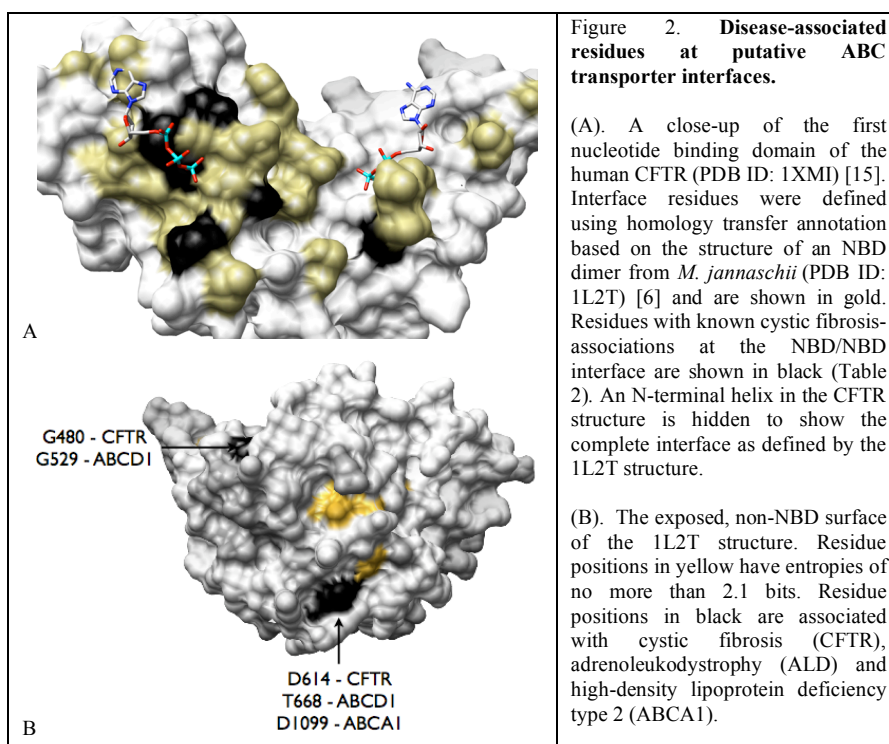 A
G480 - CFTR
G529 - ABCD1
D614 - CFTR
T668 - ABCD1
D1099 - ABCA1
B
Figure 2. Disease-associated
residues at putative ABC
transporter interfaces.
(A). A close-up of the first
nucleotide binding domain of the
human CFTR (PDB ID: 1XMI) [15].
Interface residues were defined
using homology transfer annotation
based on the structure of an NBD
dimer from M. jannaschii (PDB ID:
1L2T) [6] and are shown in gold.
Residues with known cystic fibrosis-
associations at the NBD/NBD
interface are shown in black (Table
2). An N-terminal helix in the CFTR
structure is hidden to show the
complete interface as defined by the
1L2T structure.
(B). The exposed, non-NBD surface
of the 1L2T structure. Residue
positions in yellow have entropies of
no more than 2.1 bits. Residue
positions in black are associated
with cystic fibrosis (CFTR),
adrenoleukodystrophy (ALD) and
high-density lipoprotein deficiency
type 2 (ABCA1).